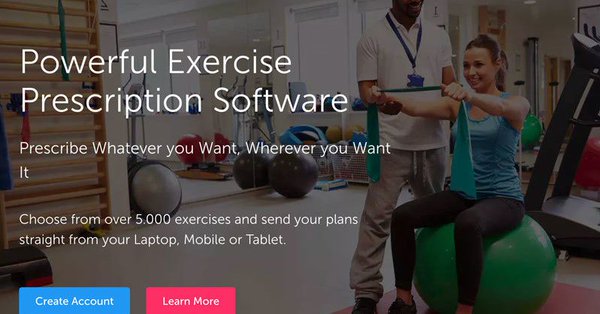 Powerful Exercise
Prescription Software
Prescribe Whatever you Want, Wherever you Want
It
Choose from over 5.000 exercises and send your plans
straight from your Laptop, Mobile or Tablet.
Create Account
Learn More